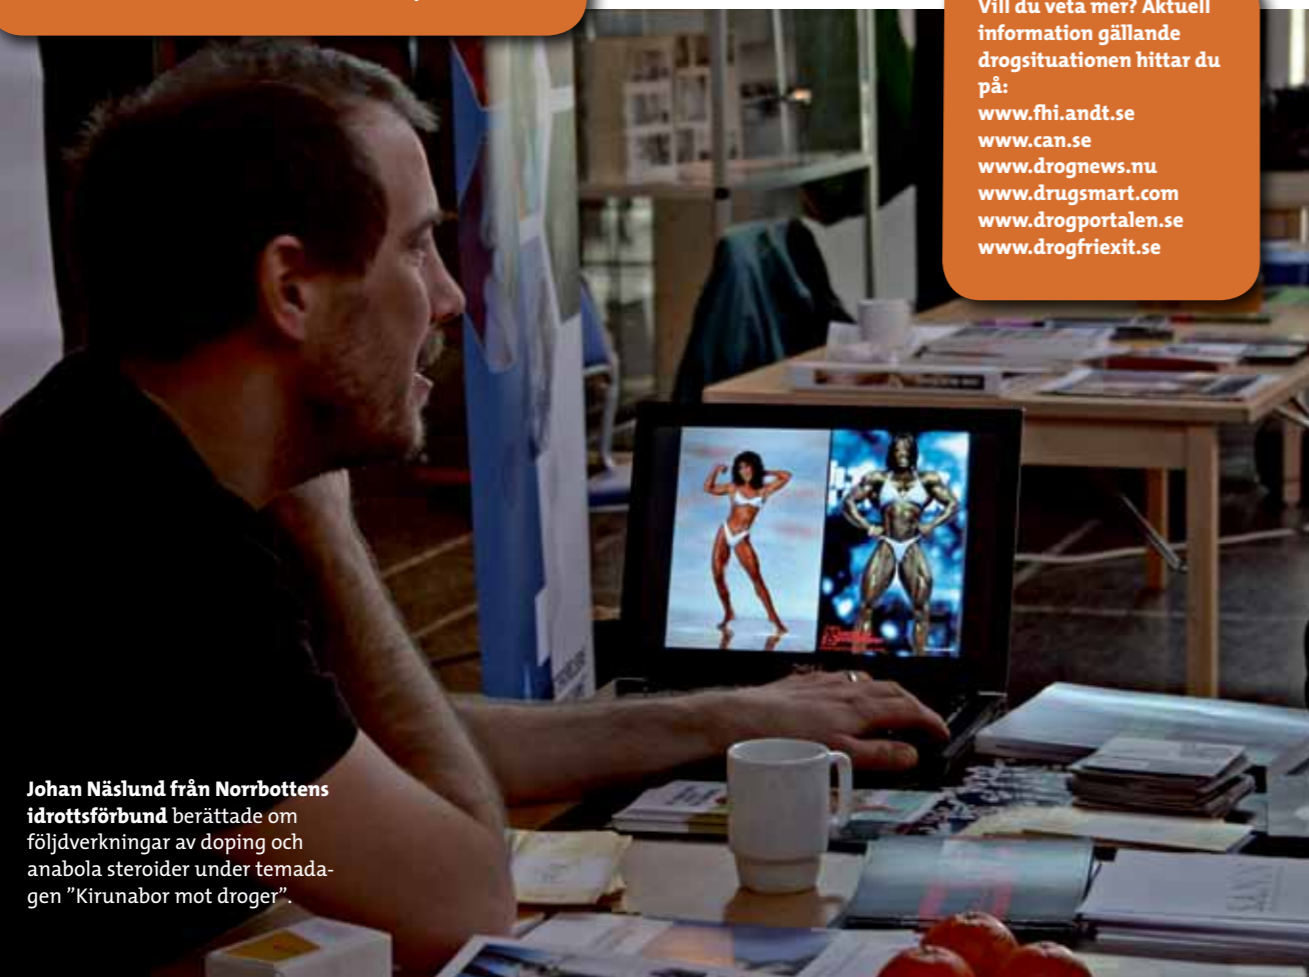 Vill du veta mer? Aktuell
information gällande
drogsituationen hittar du
på:
www.fhi.andt.se
www.can.se
www.drognews.nu
www.drugsmart.com
www.drogportalen.se
www.drogfriexit.se
Johan Näslund från Norrbottens
idrottsförbund berättade om
följdverkningar av doping och
anabola steroider under temada-
gen ”Kirunabor mot droger”.